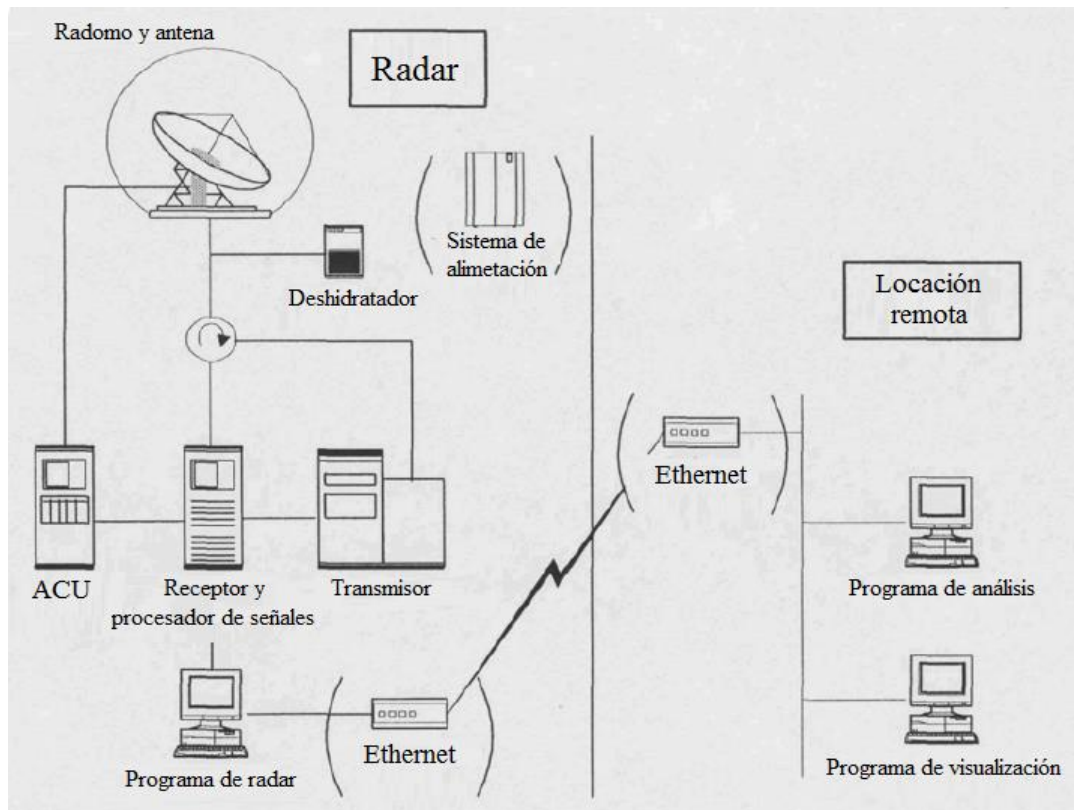 Radomo y antena
Radar
Sistema de
alimetación
Deshidratador
Locación
remota
Ethernet
ACU
Receptor y
procesador de señales
Transmisor
Programa de análisis
Programa de radar
Ethernet
Programa de visualización